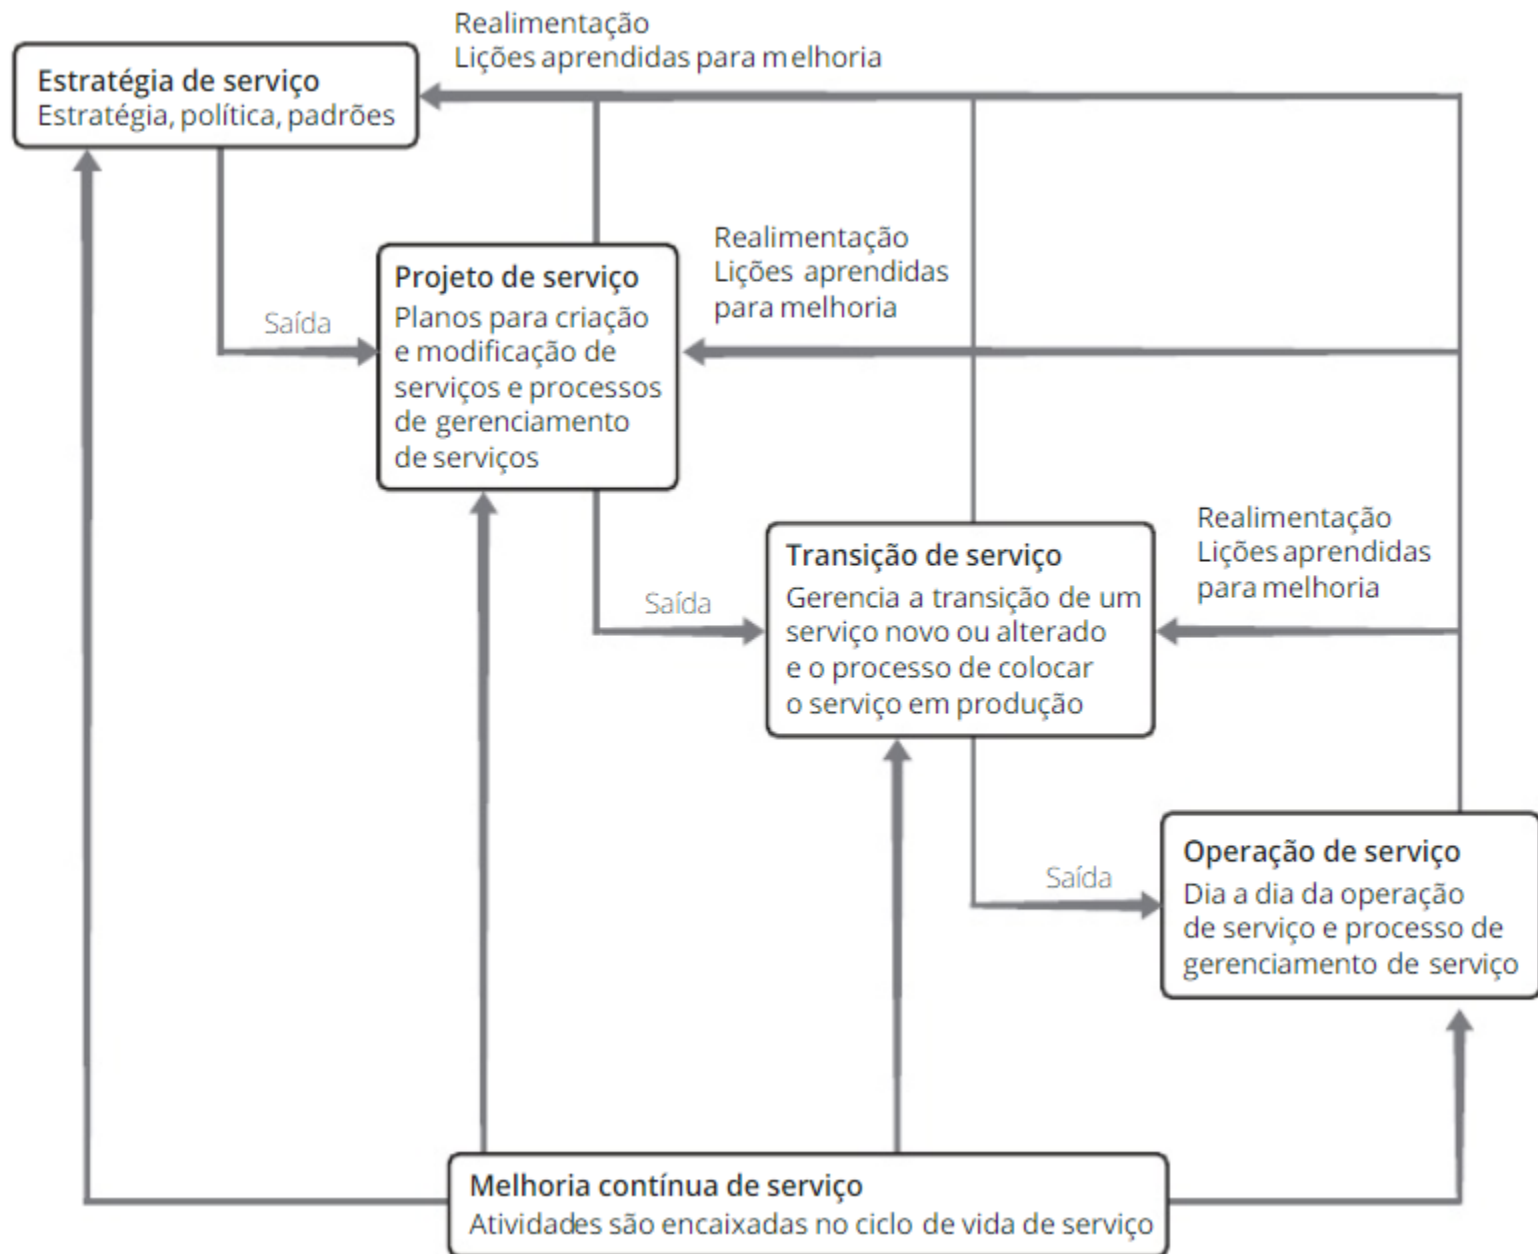 Realimentação
Lições aprendidas para melhoria
Estratégia de serviço
Estratégia, política, padrões
Realimentação
Lições aprendidas
para melhoria
Projeto de serviço
Planos para criação
e modificação de
serviços e processos
de gerenciamento
de serviços
Saída
Realimentação
Lições aprendidas
para melhoria
Transição de serviço
Gerencia a transição de um
serviço novo ou alterado
e o processo de colocar
o serviço em produção
Saída
Operação de serviço
Dia a dia da operação
de serviço e processo de
gerenciamento de serviço
Saída
Melhoria contínua de serviço
Atividades são encaixadas no ciclo de vida de serviço